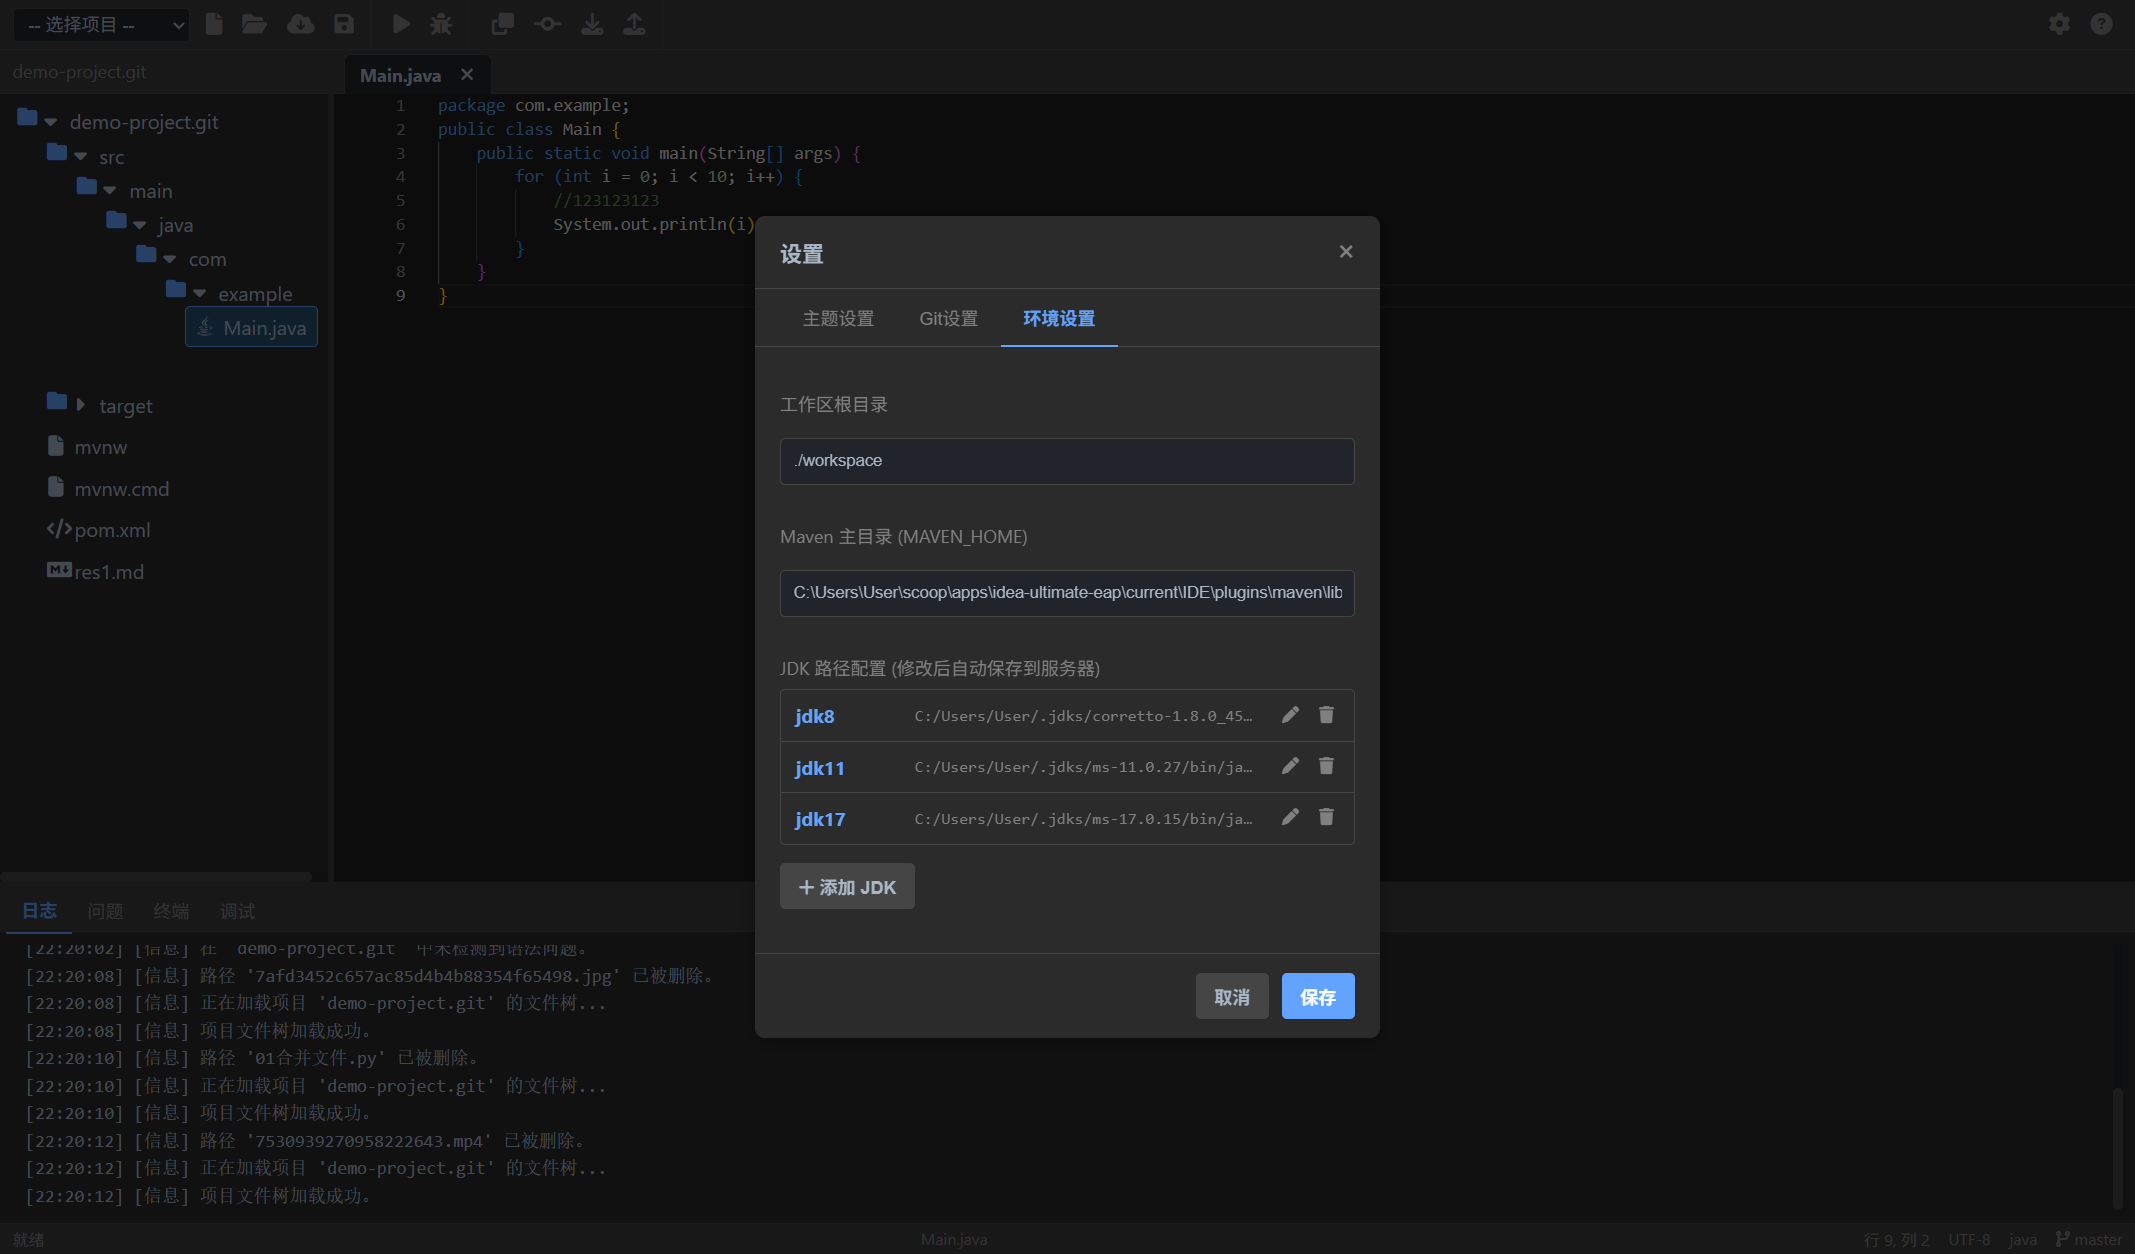 -- 选择项目 --
demo-project.git
Main.java
demo-project.git
src
main
java
com
example
Main.java
target
mvnw
mvnw.cmd
pom.xml
res1.md
1 package com.example;
2 public class Main {
3 public static void main(String[] args) {
4 for (int i = 0; i < 10; i++) {
5 //123123123
6 System.out.println(i)
7 }
8 }
9 }
设置
主题设置 Git设置 环境设置
工作区根目录
./workspace
Maven 主目录 (MAVEN_HOME)
C:\Users\User\scoop\apps\idea-ultimate-eap\current\IDE\plugins\maven\lib
JDK 路径配置 (修改后自动保存到服务器)
jdk8 C:/Users/User/.jdks/corretto-1.8.0_45...
jdk11 C:/Users/User/.jdks/ms-11.0.27/bin/ja...
jdk17 C:/Users/User/.jdks/ms-17.0.15/bin/ja...
添加 JDK
取消 保存
日志 问题 终端 调试
[22:20:02] [信息] 在 'demo-project.git' 中未检测到语法问题。
[22:20:08] [信息] 路径 '7afd3452c657ac85d4b4b88354f65498.jpg' 已被删除。
[22:20:08] [信息] 正在加载项目 'demo-project.git' 的文件树...
[22:20:08] [信息] 项目文件树加载成功。
[22:20:10] [信息] 路径 '01合并文件.py' 已被删除。
[22:20:10] [信息] 正在加载项目 'demo-project.git' 的文件树...
[22:20:10] [信息] 项目文件树加载成功。
[22:20:12] [信息] 路径 '7530939270958222643.mp4' 已被删除。
[22:20:12] [信息] 正在加载项目 'demo-project.git' 的文件树...
[22:20:12] [信息] 项目文件树加载成功。
就绪 Main.java 行 9, 列 2 UTF-8 java master